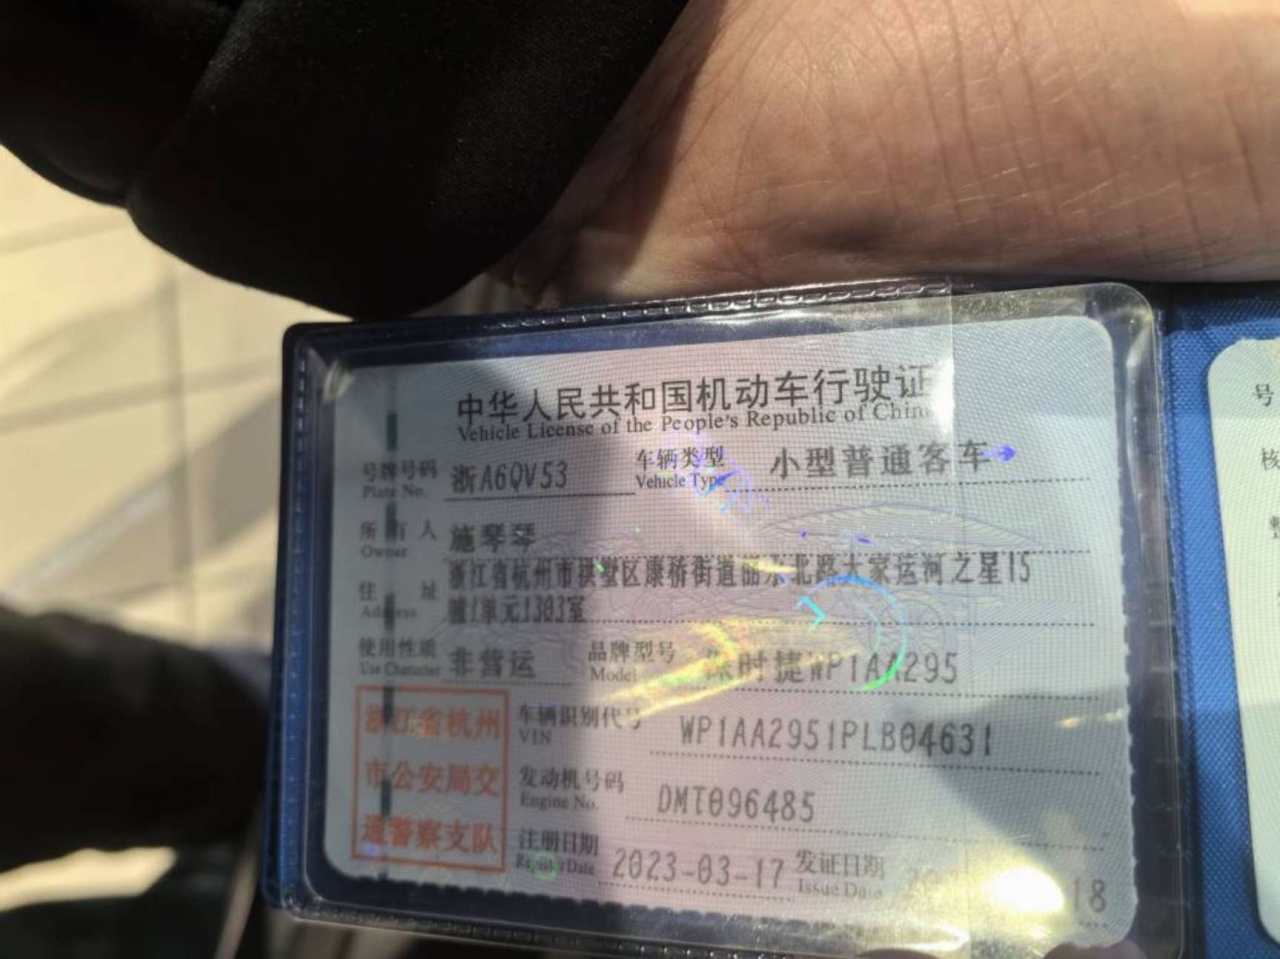 中华人民共和国机动车行驶证
Vehicle License of the People's Republic of China
号牌号码 浙A6QV53 车辆类型 小型普通客车
Plate No. Vehicle Type
所有人 施琴琴
Owner
住址 浙江省杭州市拱墅区康桥街道丽水北路大家运河之星15
Address 幢1单元1303室
使用性质 非营运 品牌型号 保时捷WP1AA295
Use Character Model
浙江省杭州
市公安局交
通警察支队
车辆识别代号 WP1AA2951PLB04631
VIN
发动机号码 DMT096485
Engine No.
注册日期 2023-03-17 发证日期 18
Register Date Issue Date
号
核